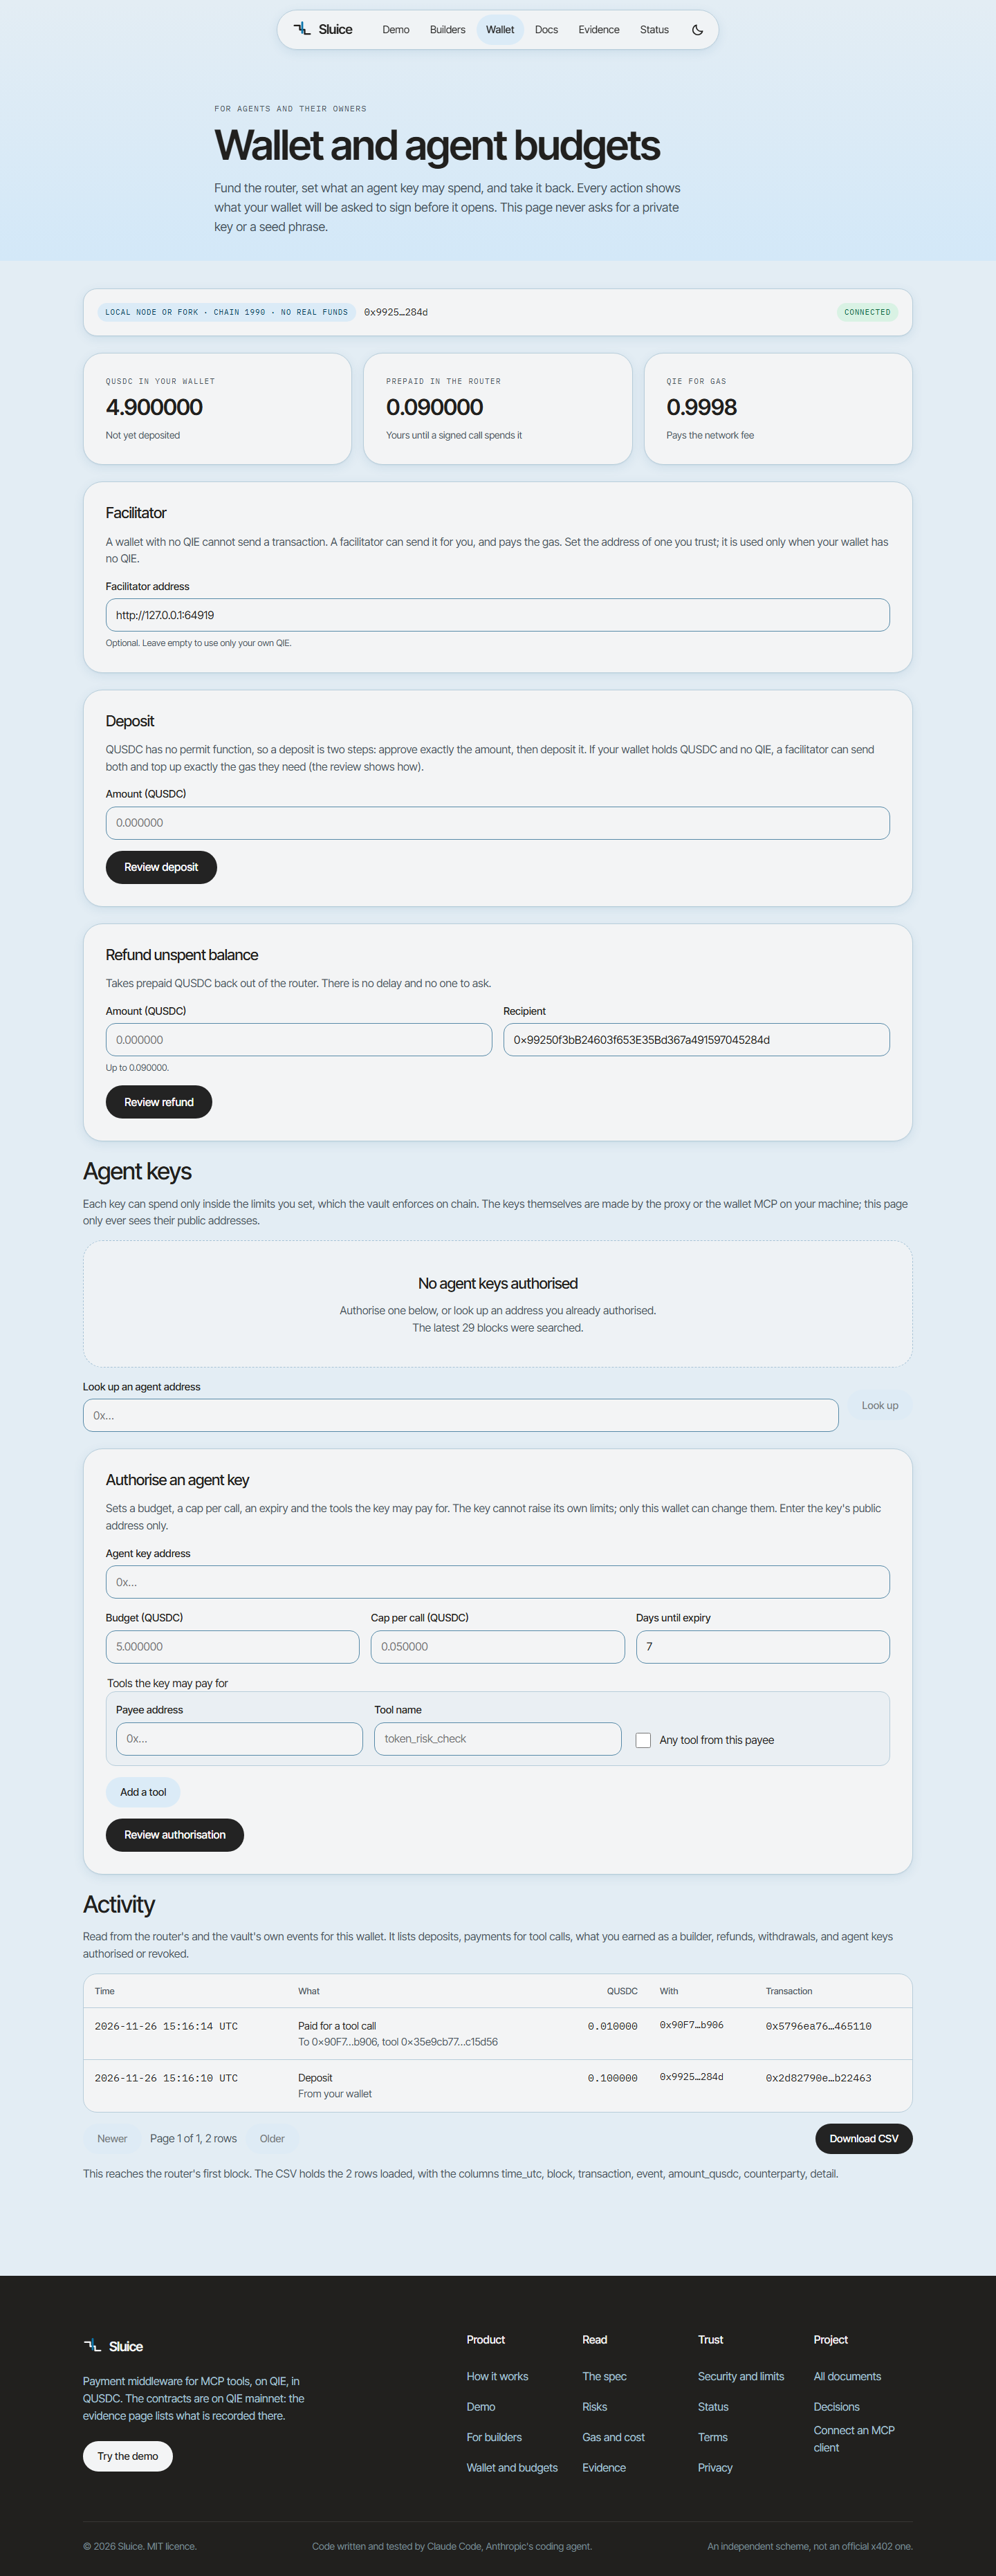 Sluice Demo Builders Wallet Docs Evidence Status
FOR AGENTS AND THEIR OWNERS
Wallet and agent budgets
Fund the router, set what an agent key may spend, and take it back. Every action shows
what your wallet will be asked to sign before it opens. This page never asks for a private
key or a seed phrase.
LOCAL NODE OR FORK · CHAIN 1990 · NO REAL FUNDS 0x9925…284d CONNECTED
QUSDC IN YOUR WALLET
4.900000
Not yet deposited
PREPAID IN THE ROUTER
0.090000
Yours until a signed call spends it
QIE FOR GAS
0.9998
Pays the network fee
Facilitator
A wallet with no QIE cannot send a transaction. A facilitator can send it for you, and pays the gas. Set the address of one you trust; it is used only when your wallet has
no QIE.
Facilitator address
http://127.0.0.1:64919
Optional. Leave empty to use only your own QIE.
Deposit
QUSDC has no permit function, so a deposit is two steps: approve exactly the amount, then deposit it. If your wallet holds QUSDC and no QIE, a facilitator can send
both and top up exactly the gas they need (the review shows how).
Amount (QUSDC)
0.000000
Review deposit
Refund unspent balance
Takes prepaid QUSDC back out of the router. There is no delay and no one to ask.
Amount (QUSDC) Recipient
0.000000 0x99250f3bB24603f653E35Bd367a491597045284d
Up to 0.090000.
Review refund
Agent keys
Each key can spend only inside the limits you set, which the vault enforces on chain. The keys themselves are made by the proxy or the wallet MCP on your machine; this page
only ever sees their public addresses.
No agent keys authorised
Authorise one below, or look up an address you already authorised.
The latest 29 blocks were searched.
Look up an agent address
0x… Look up
Authorise an agent key
Sets a budget, a cap per call, an expiry and the tools the key may pay for. The key cannot raise its own limits; only this wallet can change them. Enter the key's public
address only.
Agent key address
0x…
Budget (QUSDC) Cap per call (QUSDC) Days until expiry
5.000000 0.050000 7
Tools the key may pay for
Payee address Tool name
0x… token_risk_check Any tool from this payee
Add a tool
Review authorisation
Activity
Read from the router's and the vault's own events for this wallet. It lists deposits, payments for tool calls, what you earned as a builder, refunds, withdrawals, and agent keys
authorised or revoked.
Time What QUSDC With Transaction
2026-11-26 15:16:14 UTC Paid for a tool call 0.010000 0x90F7…b906 0x5796ea76…465110
To 0x90F7…b906, tool 0x35e9cb77…c15d56
2026-11-26 15:16:10 UTC Deposit 0.100000 0x9925…284d 0x2d82790e…b22463
From your wallet
Newer Page 1 of 1, 2 rows Older Download CSV
This reaches the router's first block. The CSV holds the 2 rows loaded, with the columns time_utc, block, transaction, event, amount_qusdc, counterparty, detail.
Sluice
Payment middleware for MCP tools, on QIE, in
QUSDC. The contracts are on QIE mainnet: the
evidence page lists what is recorded there.
Try the demo
Product
How it works
Demo
For builders
Wallet and budgets
Read
The spec
Risks
Gas and cost
Evidence
Trust
Security and limits
Status
Terms
Privacy
Project
All documents
Decisions
Connect an MCP
client
© 2026 Sluice. MIT licence. Code written and tested by Claude Code, Anthropic's coding agent. An independent scheme, not an official x402 one.